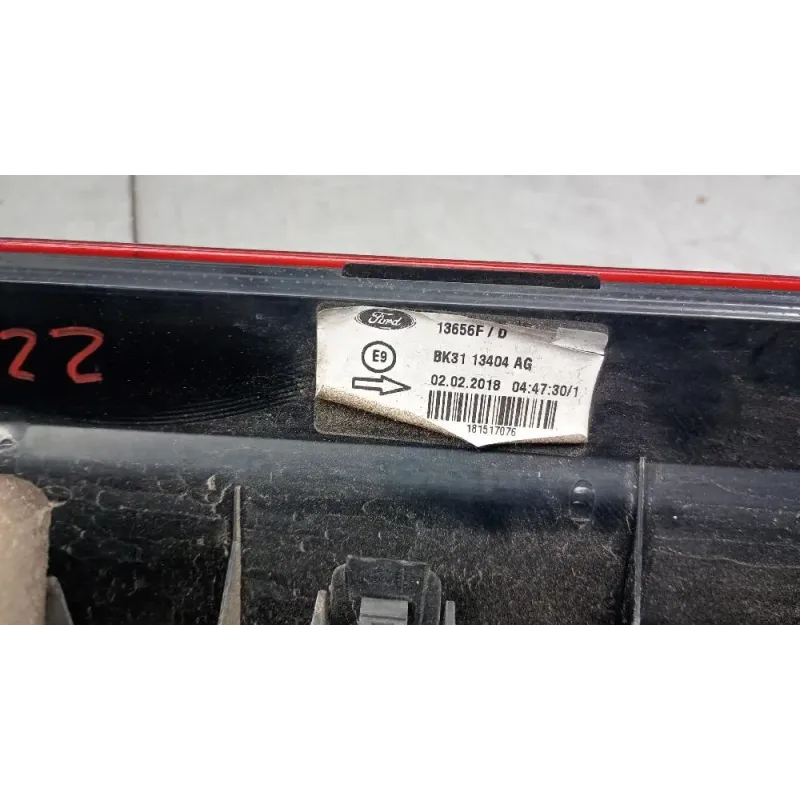 Ford
13656F / D
E9
BK31 13404 AG
02.02.2018 04:47:30/1
181517076
22